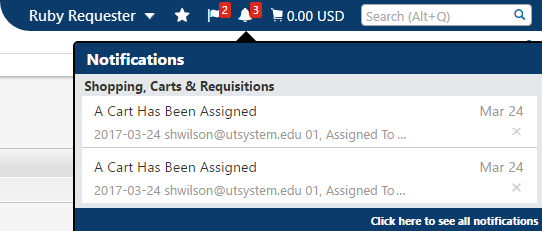 Ruby Requester 2 3 0.00 USD Search (Alt+Q)
Notifications
Shopping, Carts & Requisitions
A Cart Has Been Assigned Mar 24
2017-03-24 shwilson@utsystem.edu 01, Assigned To ...
A Cart Has Been Assigned Mar 24
2017-03-24 shwilson@utsystem.edu 01, Assigned To ...
Click here to see all notifications